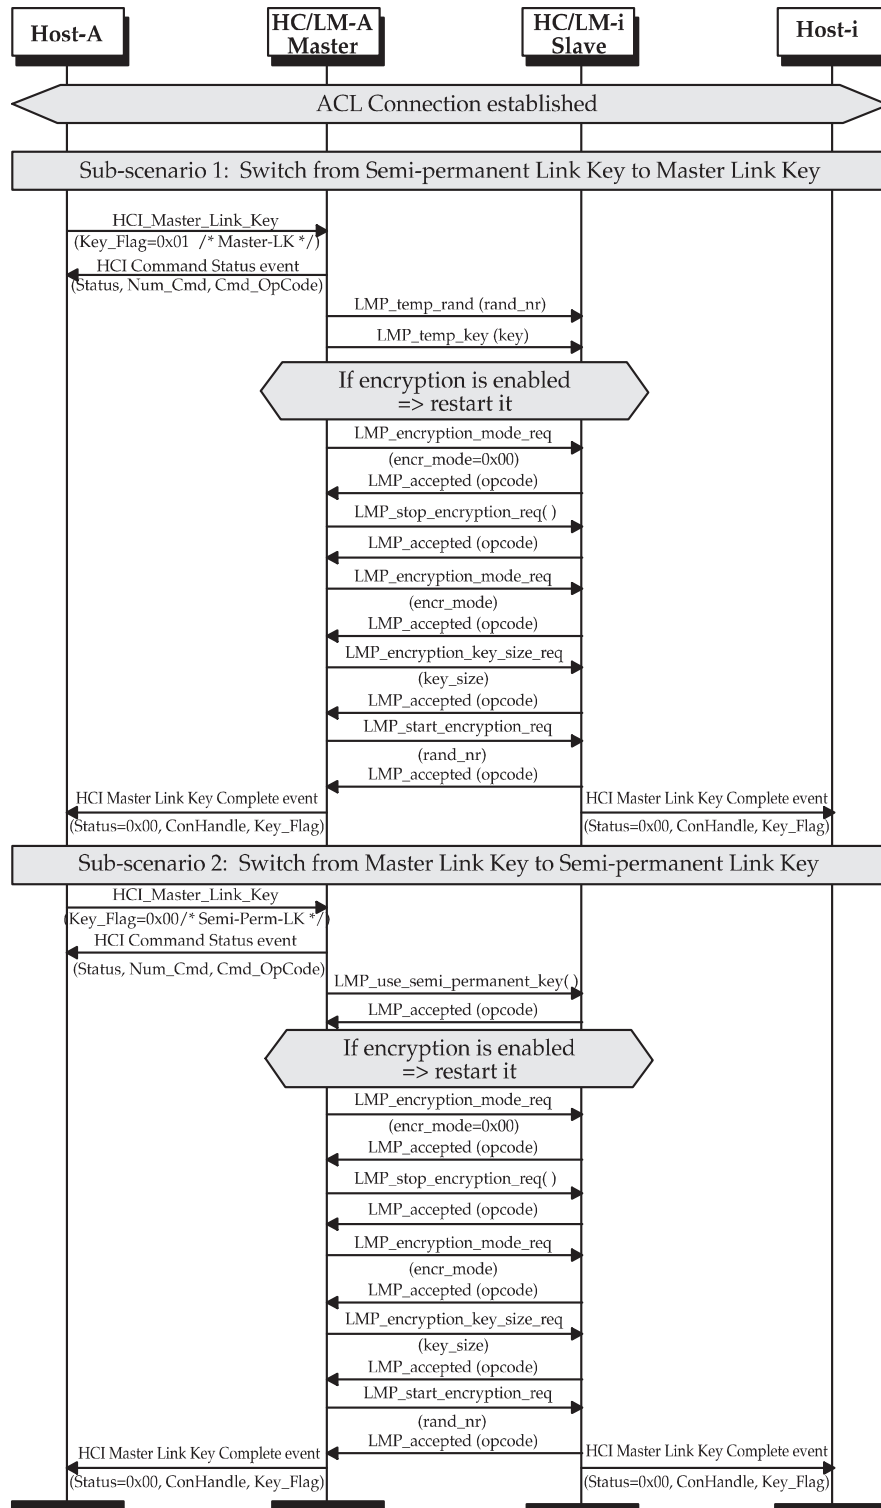 Host-A
HC/LM-A
Master
HC/LM-i
Slave
Host-i
ACL Connection established
Sub-scenario 1: Switch from Semi-permanent Link Key to Master Link Key
HCI_Master_Link_Key
(Key_Flag=0x01 /* Master-LK */)
HCI Command Status event
(Status, Num_Cmd, Cmd_OpCode)
LMP_temp_rand (rand_nr)
LMP_temp_key (key)
If encryption is enabled
=> restart it
LMP_encryption_mode_req
(encr_mode=0x00)
LMP_accepted (opcode)
LMP_stop_encryption_req( )
LMP_accepted (opcode)
LMP_encryption_mode_req
(encr_mode)
LMP_accepted (opcode)
LMP_encryption_key_size_req
(key_size)
LMP_accepted (opcode)
LMP_start_encryption_req
(rand_nr)
LMP_accepted (opcode)
HCI Master Link Key Complete event
(Status=0x00, ConHandle, Key_Flag)
HCI Master Link Key Complete event
(Status=0x00, ConHandle, Key_Flag)
Sub-scenario 2: Switch from Master Link Key to Semi-permanent Link Key
HCI_Master_Link_Key
(Key_Flag=0x00/* Semi-Perm-LK */)
HCI Command Status event
(Status, Num_Cmd, Cmd_OpCode)
LMP_use_semi_permanent_key( )
LMP_accepted (opcode)
If encryption is enabled
=> restart it
LMP_encryption_mode_req
(encr_mode=0x00)
LMP_accepted (opcode)
LMP_stop_encryption_req( )
LMP_accepted (opcode)
LMP_encryption_mode_req
(encr_mode)
LMP_accepted (opcode)
LMP_encryption_key_size_req
(key_size)
LMP_accepted (opcode)
LMP_start_encryption_req
(rand_nr)
LMP_accepted (opcode)
HCI Master Link Key Complete event
(Status=0x00, ConHandle, Key_Flag)
HCI Master Link Key Complete event
(Status=0x00, ConHandle, Key_Flag)